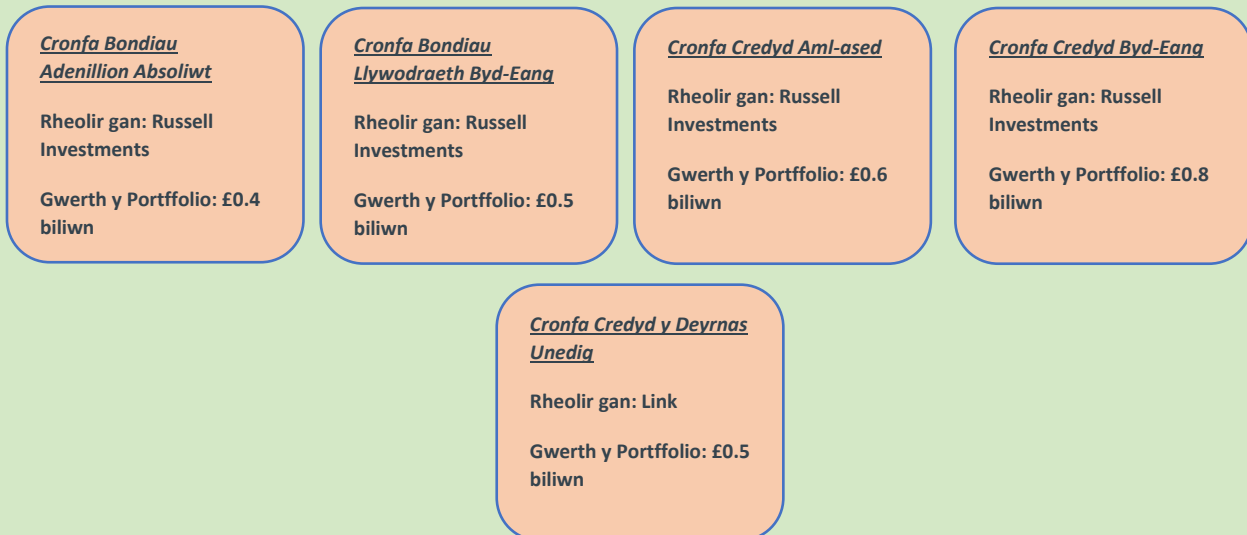 Cronfa Bondiau
Adenillion Absoliwt
Rheolir gan: Russell
Investments
Gwerth y Portffolio: £0.4
biliwn
Cronfa Bondiau
Llywodraeth Byd-Eang
Rheolir gan: Russell
Investments
Gwerth y Portffolio: £0.5
biliwn
Cronfa Credyd Aml-ased
Rheolir gan: Russell
Investments
Gwerth y Portffolio: £0.6
biliwn
Cronfa Credyd Byd-Eang
Rheolir gan: Russell
Investments
Gwerth y Portffolio: £0.8
biliwn
Cronfa Credyd y Deyrnas
Unedig
Rheolir gan: Link
Gwerth y Portffolio: £0.5
biliwn